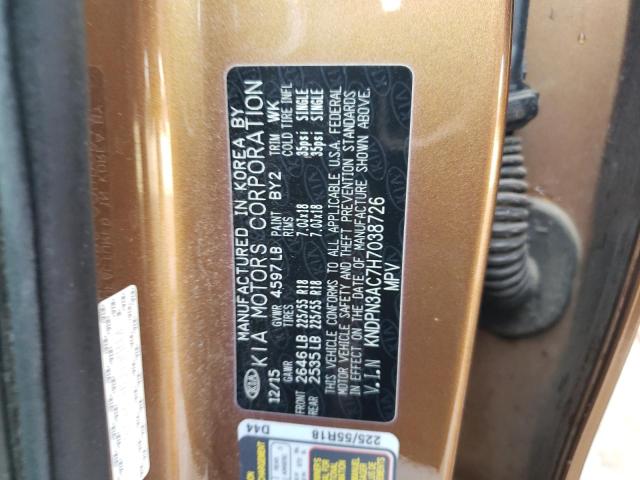 MANUFACTURED IN KOREA BY
KIA KIA MOTORS CORPORATION
12/15 GVWR 4597LB PAINT BY2 TRIM WK
GAWR TIRES RIMS COLD TIRE INFL
FRONT 2646LB 225/55 R18 7.0Jx18 35psi SINGLE
REAR 2535LB 225/55 R18 7.0Jx18 35psi SINGLE
THIS VEHICLE CONFORMS TO ALL APPLICABLE U.S.A. FEDERAL
MOTOR VEHICLE SAFETY AND THEFT PREVENTION STANDARDS
IN EFFECT ON THE DATE OF MANUFACTURE SHOWN ABOVE.
V.I.N KNDPN3AC7H7038726
MPV
D44
225/55R18